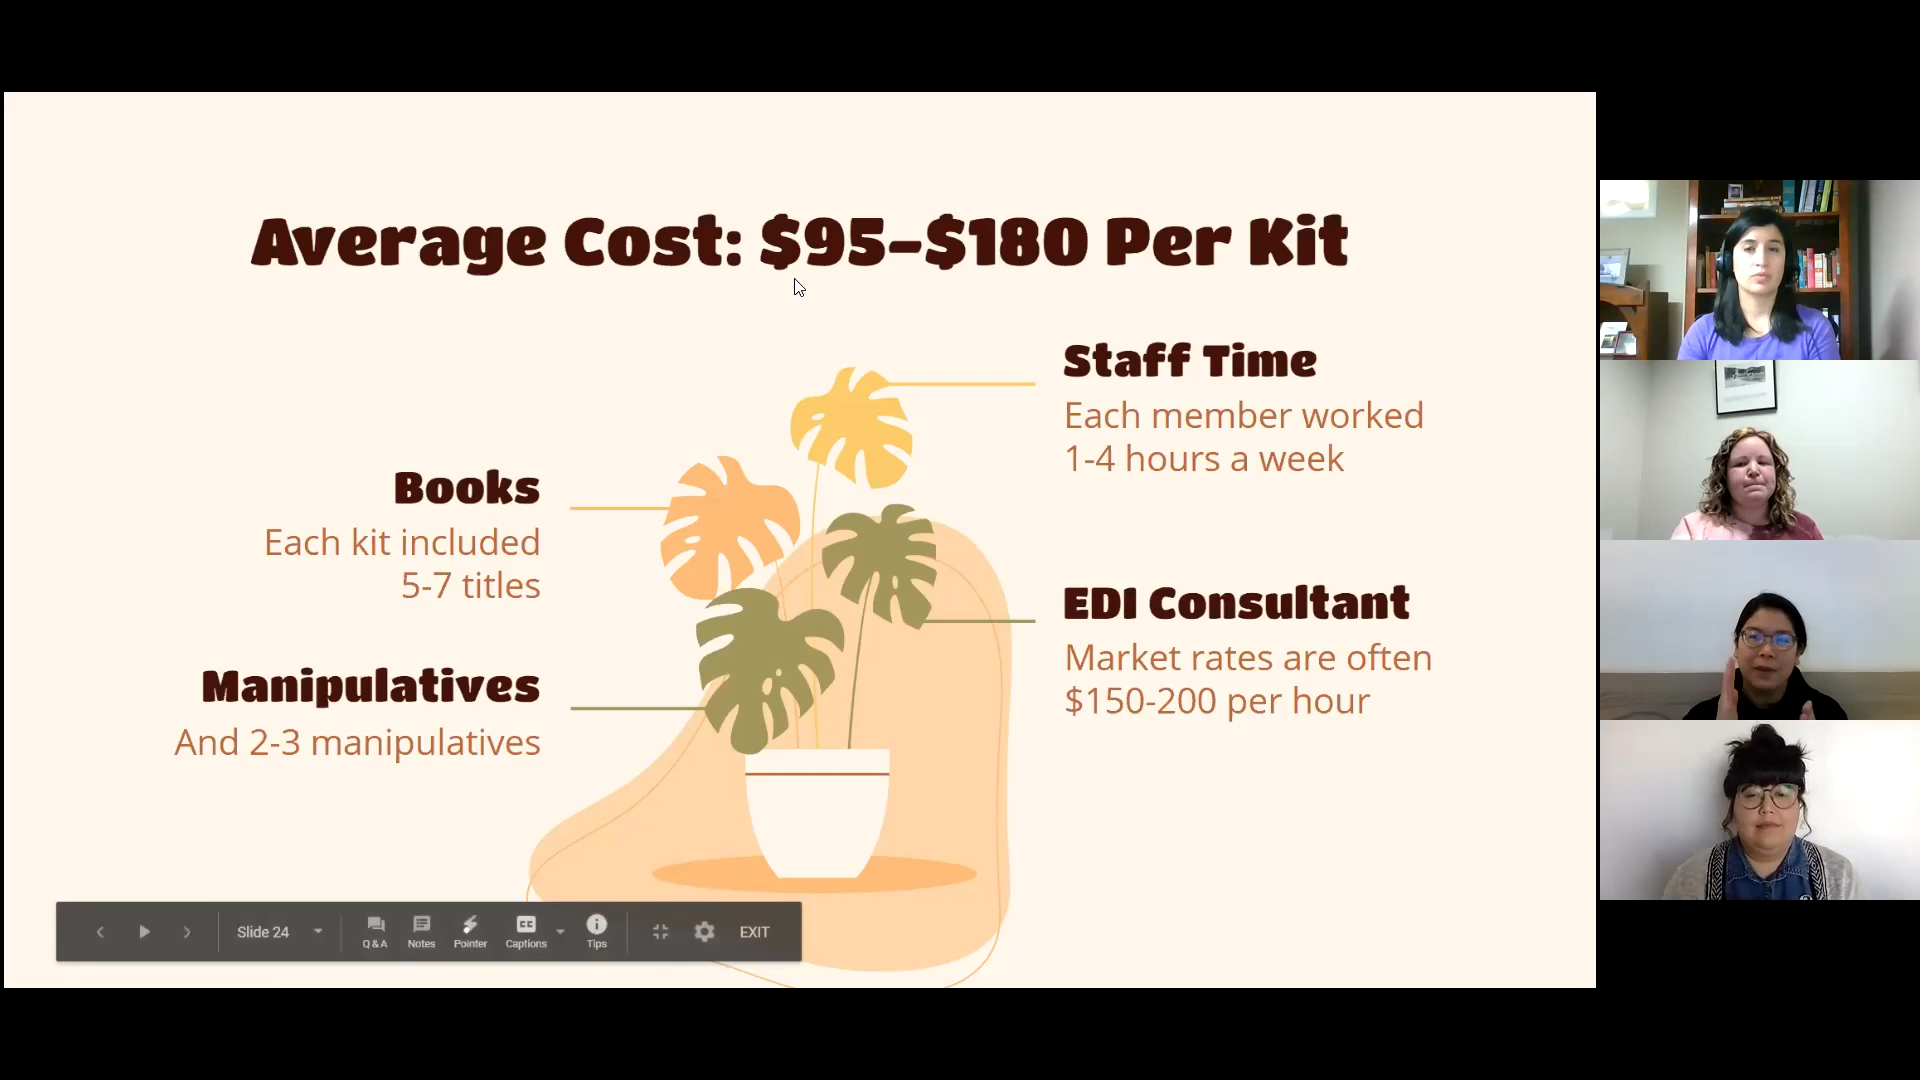 Average Cost: $95–$180 Per Kit
Staff Time
Each member worked
1-4 hours a week
Books
Each kit included
5-7 titles
EDI Consultant
Market rates are often
$150-200 per hour
Manipulatives
And 2-3 manipulatives
Slide 24
Q & A
Notes
Pointer
Captions
Tips
EXIT